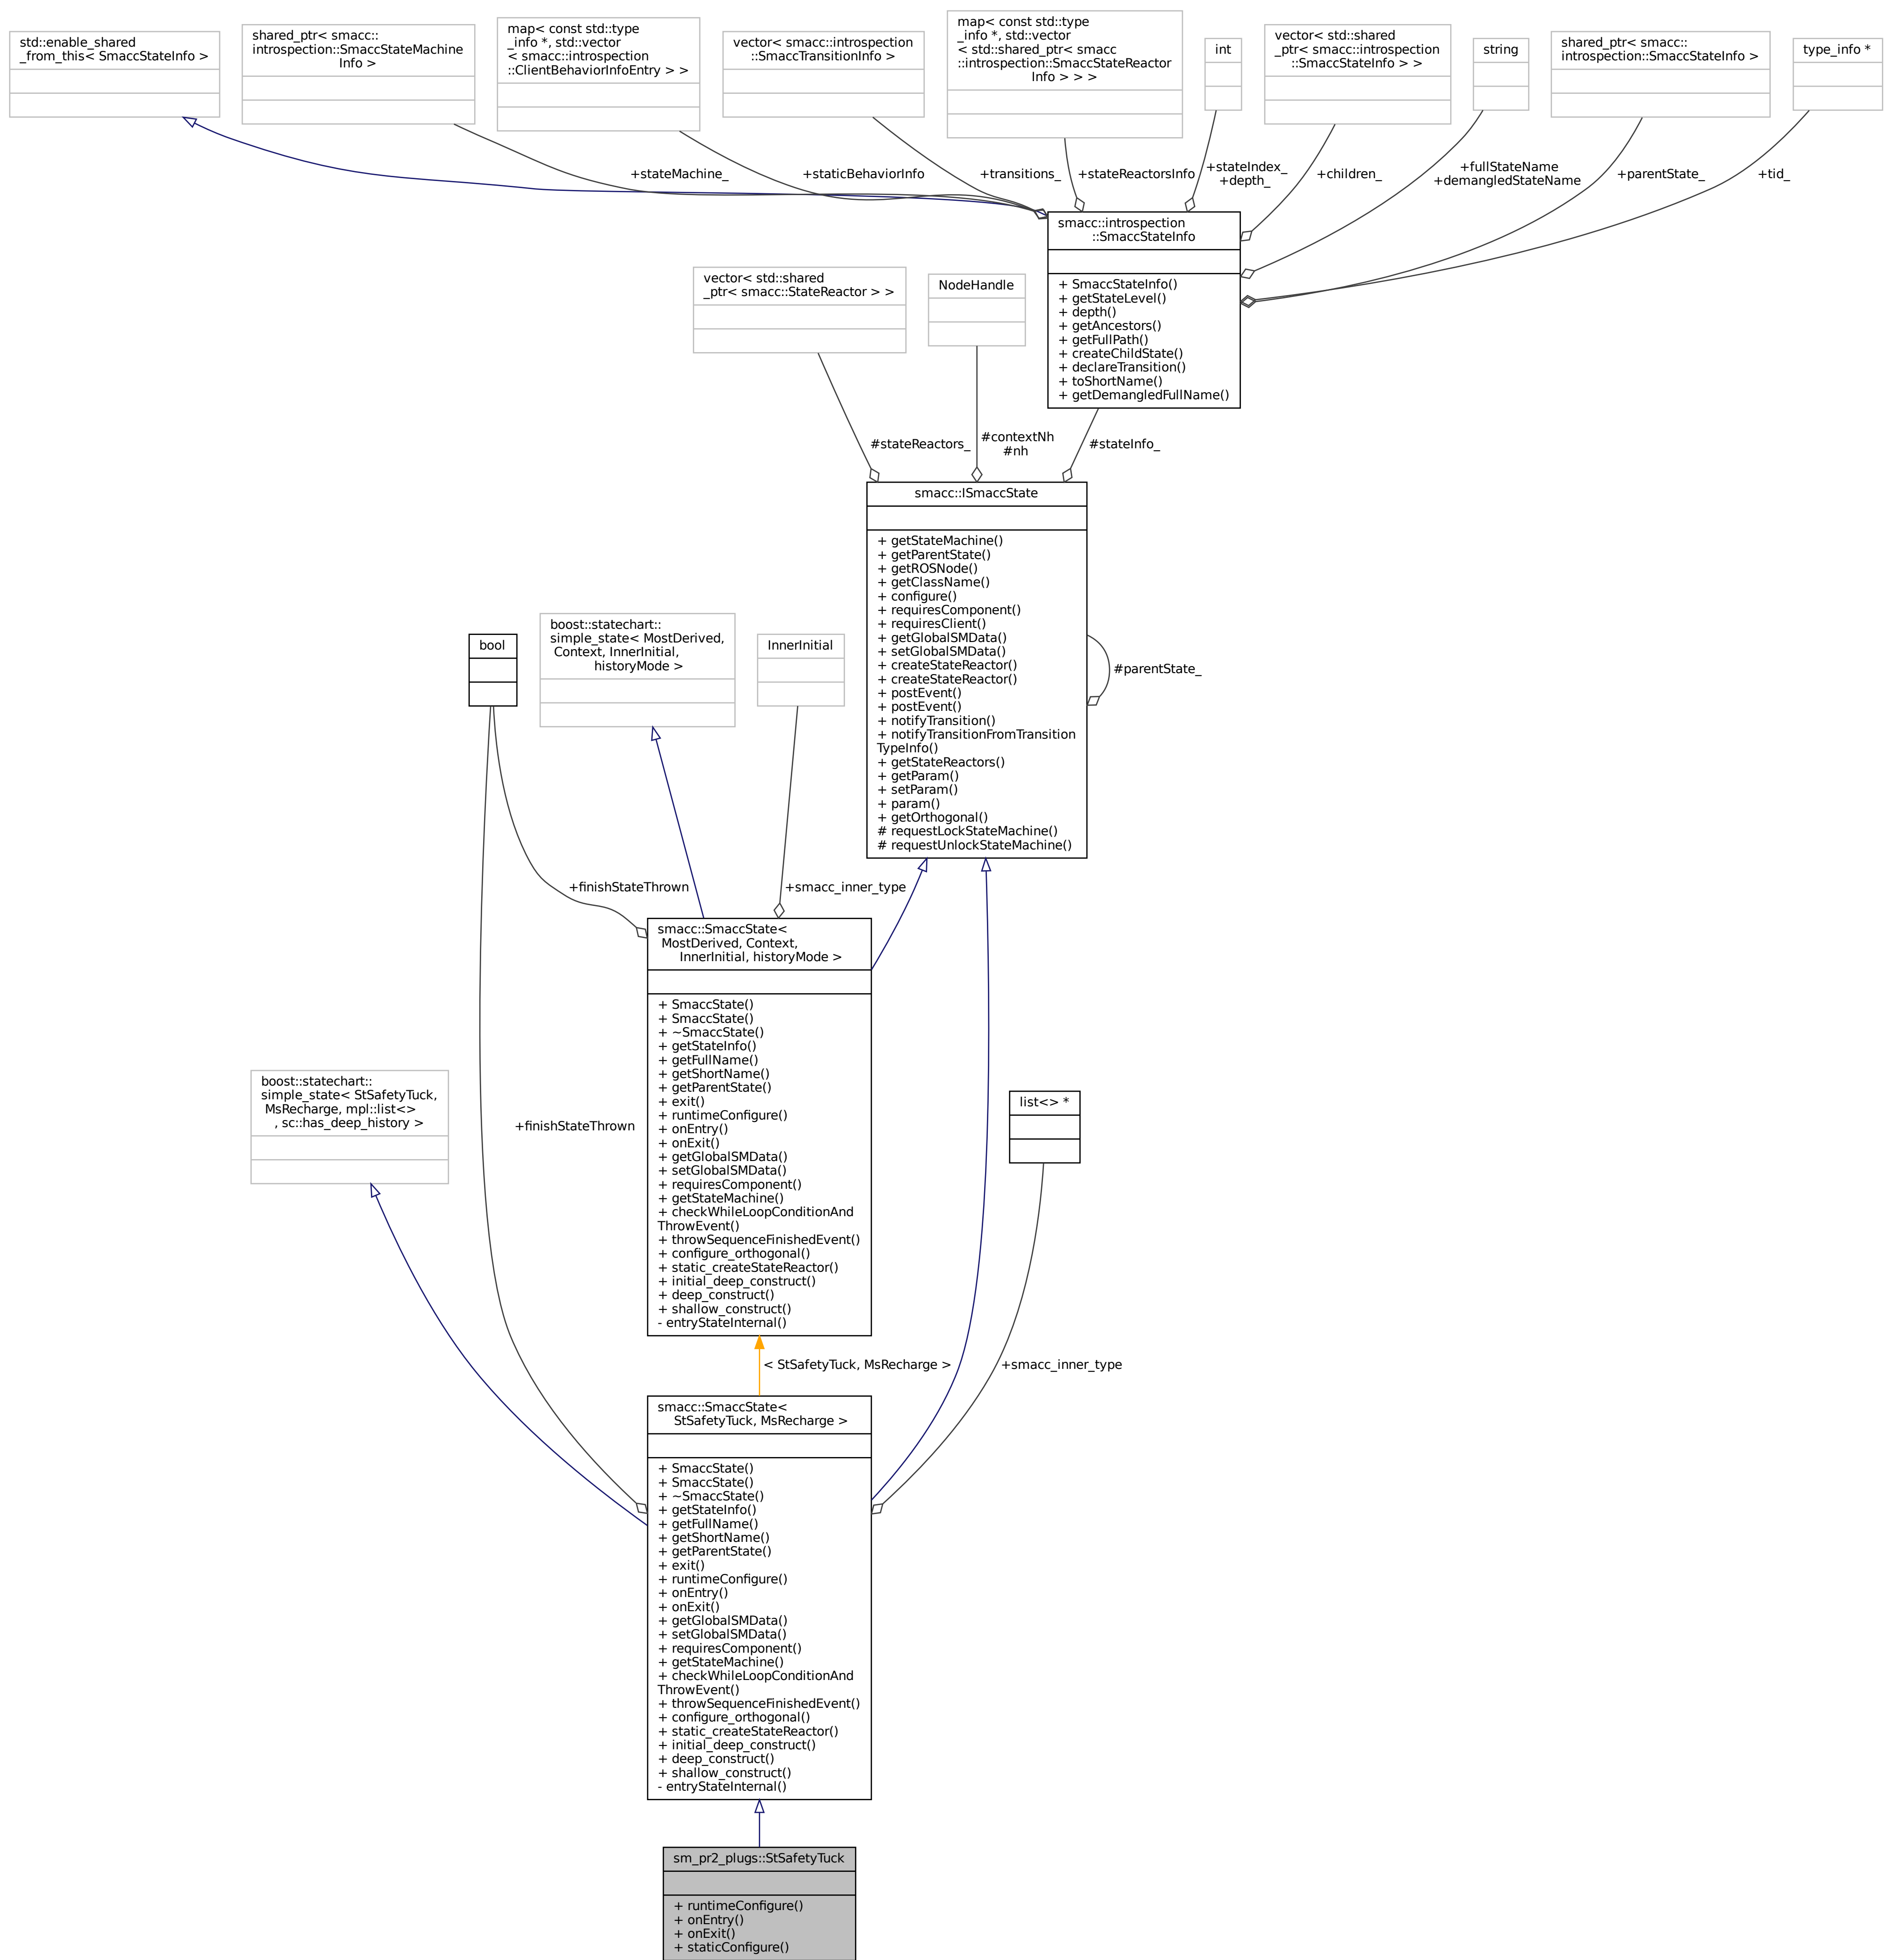 std::enable_shared
_from_this< SmaccStateInfo >
shared_ptr< smacc::
introspection::SmaccStateMachine
Info >
map< const std::type
_info *, std::vector
< smacc::introspection
::ClientBehaviorInfoEntry > >
vector< smacc::introspection
::SmaccTransitionInfo >
map< const std::type
_info *, std::vector
< std::shared_ptr< smacc
::introspection::SmaccStateReactor
Info > > >
int
vector< std::shared
_ptr< smacc::introspection
::SmaccStateInfo > >
string
shared_ptr< smacc::
introspection::SmaccStateInfo >
type_info *
+stateMachine_
+staticBehaviorInfo
+transitions_
+stateReactorsInfo
+stateIndex_
+depth_
+children_
+fullStateName
+demangledStateName
+parentState_
+tid_
smacc::introspection
::SmaccStateInfo
+ SmaccStateInfo()
+ getStateLevel()
+ depth()
+ getAncestors()
+ getFullPath()
+ createChildState()
+ declareTransition()
+ toShortName()
+ getDemangledFullName()
vector< std::shared
_ptr< smacc::StateReactor > >
NodeHandle
#stateReactors_
#contextNh
#nh
#stateInfo_
smacc::ISmaccState
+ getStateMachine()
+ getParentState()
+ getROSNode()
+ getClassName()
+ configure()
+ requiresComponent()
+ requiresClient()
+ getGlobalSMData()
+ setGlobalSMData()
+ createStateReactor()
+ createStateReactor()
+ postEvent()
+ postEvent()
+ notifyTransition()
+ notifyTransitionFromTransition
TypeInfo()
+ getStateReactors()
+ getParam()
+ setParam()
+ param()
+ getOrthogonal()
# requestLockStateMachine()
# requestUnlockStateMachine()
#parentState_
bool
boost::statechart::
simple_state< MostDerived,
Context, InnerInitial,
historyMode >
InnerInitial
+finishStateThrown
+smacc_inner_type
smacc::SmaccState<
MostDerived, Context,
InnerInitial, historyMode >
+ SmaccState()
+ SmaccState()
+ ~SmaccState()
+ getStateInfo()
+ getFullName()
+ getShortName()
+ getParentState()
+ exit()
+ runtimeConfigure()
+ onEntry()
+ onExit()
+ getGlobalSMData()
+ setGlobalSMData()
+ requiresComponent()
+ getStateMachine()
+ checkWhileLoopConditionAnd
ThrowEvent()
+ throwSequenceFinishedEvent()
+ configure_orthogonal()
+ static_createStateReactor()
+ initial_deep_construct()
+ deep_construct()
+ shallow_construct()
- entryStateInternal()
boost::statechart::
simple_state< StSafetyTuck,
MsRecharge, mpl::list<>
, sc::has_deep_history >
+finishStateThrown
list<> *
< StSafetyTuck, MsRecharge >
+smacc_inner_type
smacc::SmaccState<
StSafetyTuck, MsRecharge >
+ SmaccState()
+ SmaccState()
+ ~SmaccState()
+ getStateInfo()
+ getFullName()
+ getShortName()
+ getParentState()
+ exit()
+ runtimeConfigure()
+ onEntry()
+ onExit()
+ getGlobalSMData()
+ setGlobalSMData()
+ requiresComponent()
+ getStateMachine()
+ checkWhileLoopConditionAnd
ThrowEvent()
+ throwSequenceFinishedEvent()
+ configure_orthogonal()
+ static_createStateReactor()
+ initial_deep_construct()
+ deep_construct()
+ shallow_construct()
- entryStateInternal()
sm_pr2_plugs::StSafetyTuck
+ runtimeConfigure()
+ onEntry()
+ onExit()
+ staticConfigure()